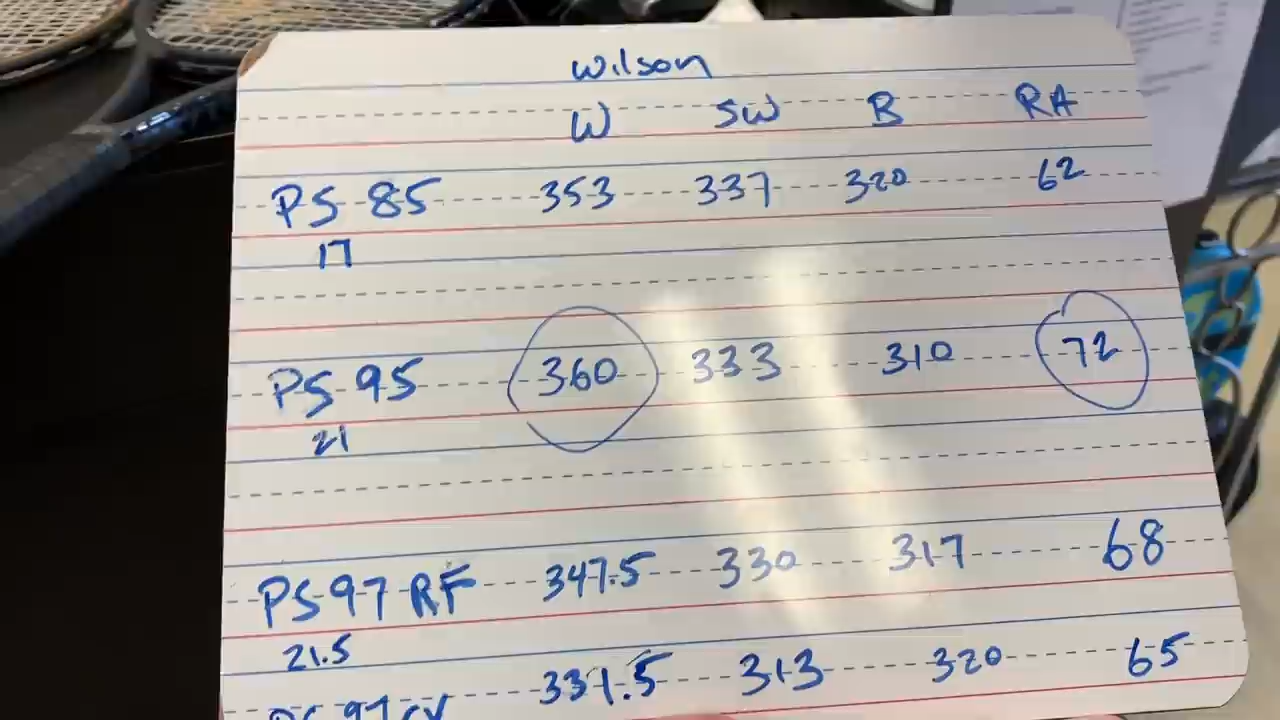 Wilson
W SW B RA
PS 85 353 337 320 62
17
PS 95 360 333 310 72
21
PS 97 RF 347.5 330 317 68
21.5
331.5 313 320 65